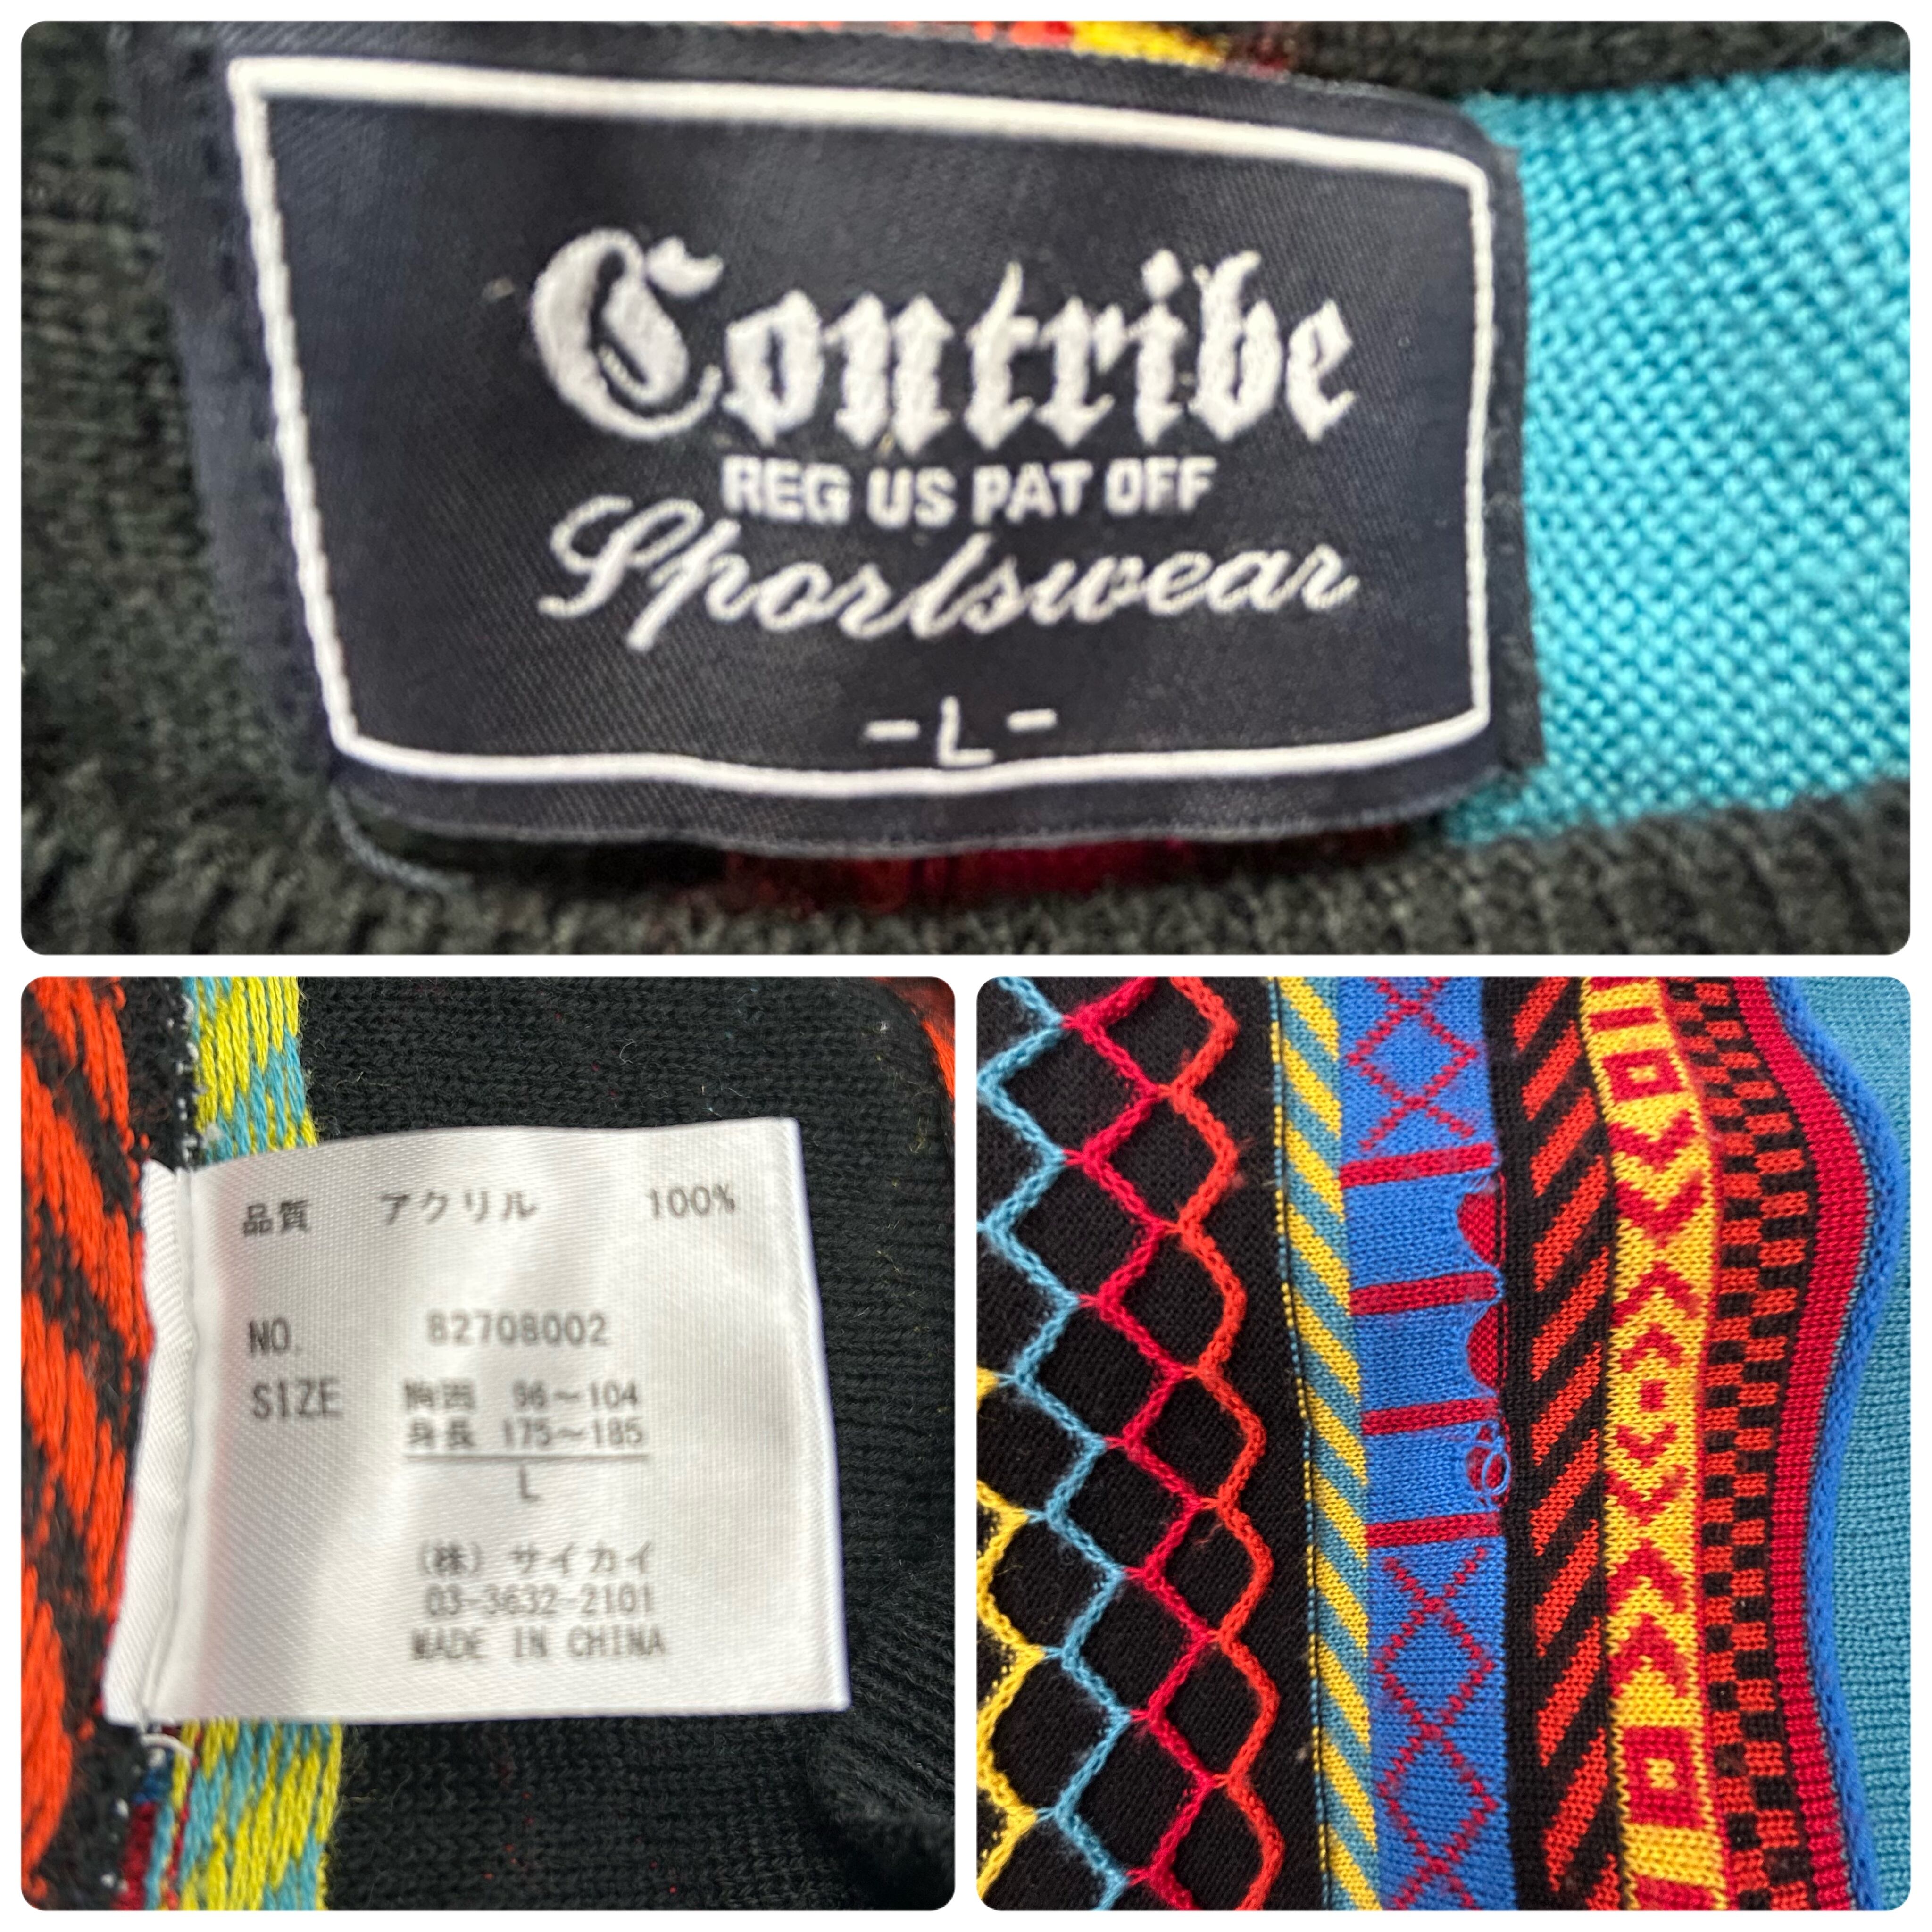 Contribe
REG US PAT OFF
Sportswear
- L -
品質 アクリル 100%
NO. 82708002
SIZE 胸囲 96～104
身長 175～185
L
(株) サイカイ
03-3632-2101
MADE IN CHINA